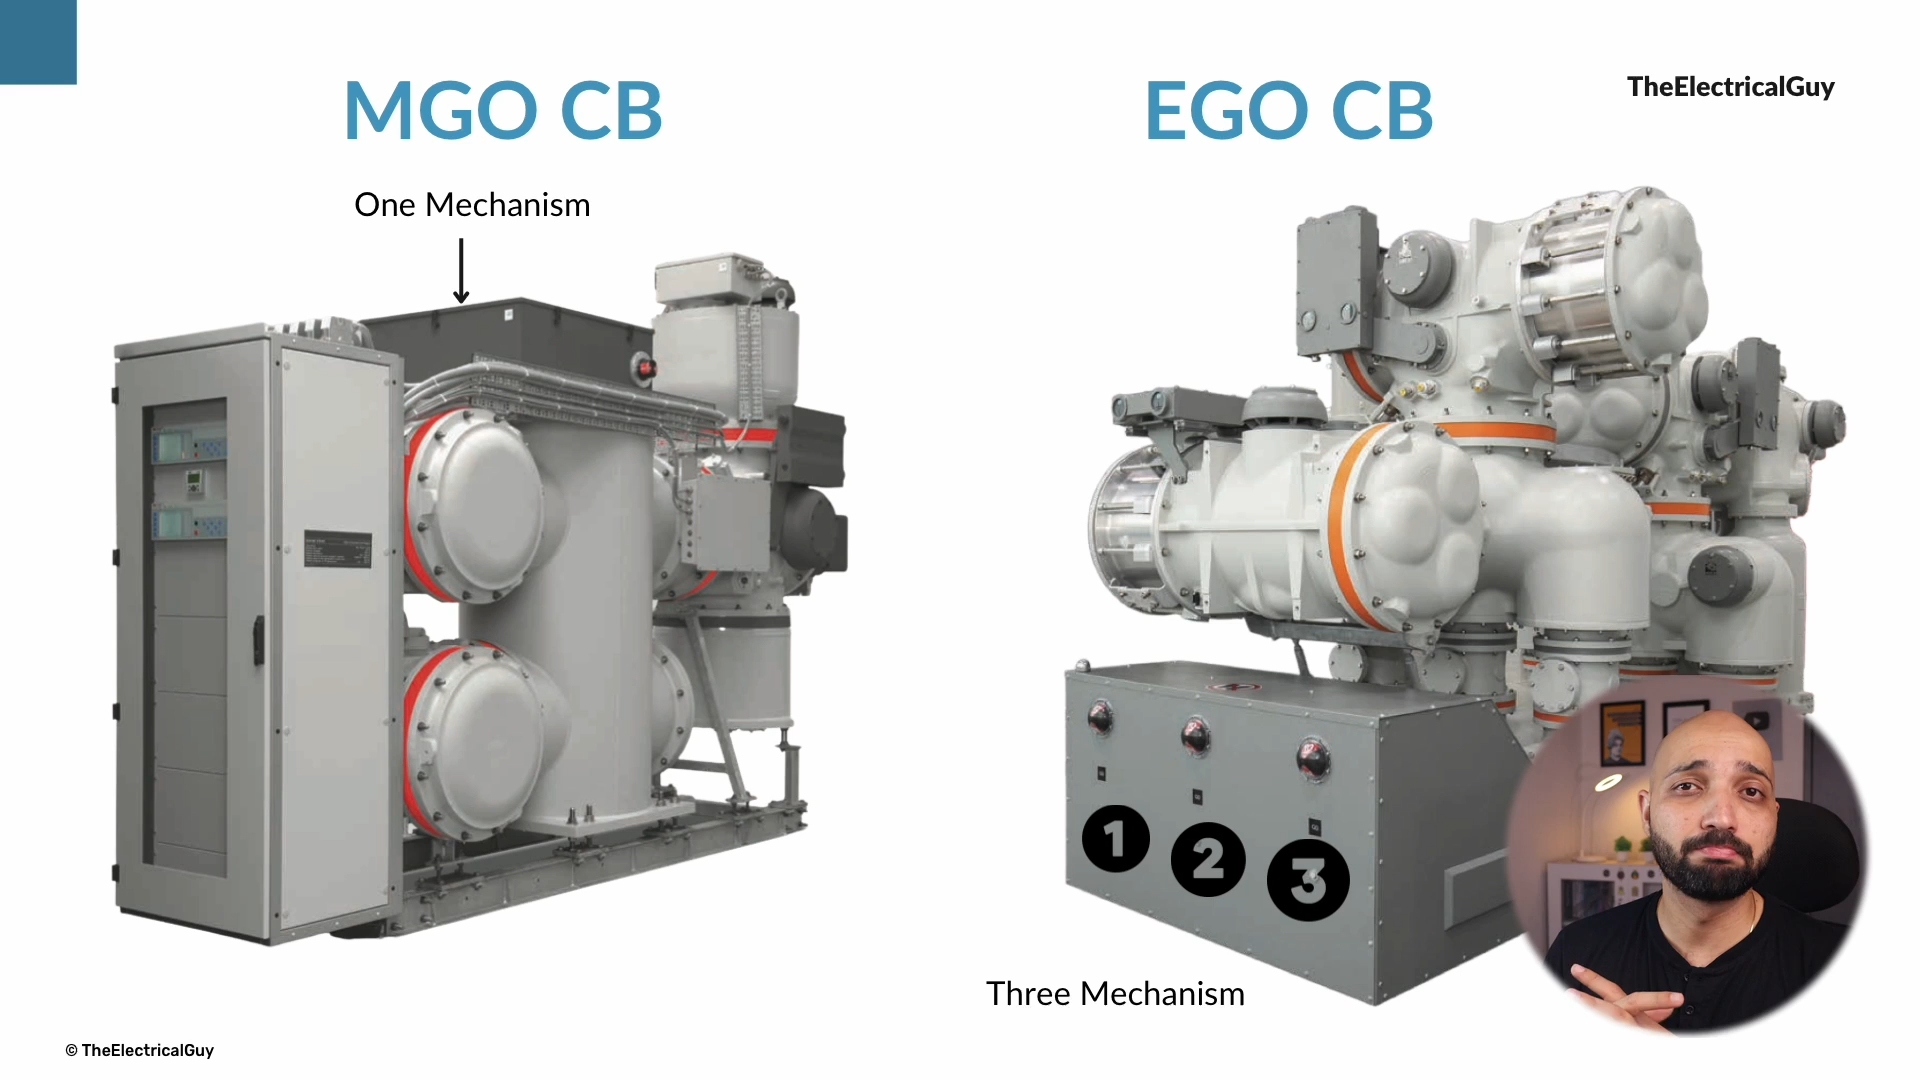 MGO CB
EGO CB
TheElectricalGuy
One Mechanism
1
2
3
Three Mechanism
© TheElectricalGuy